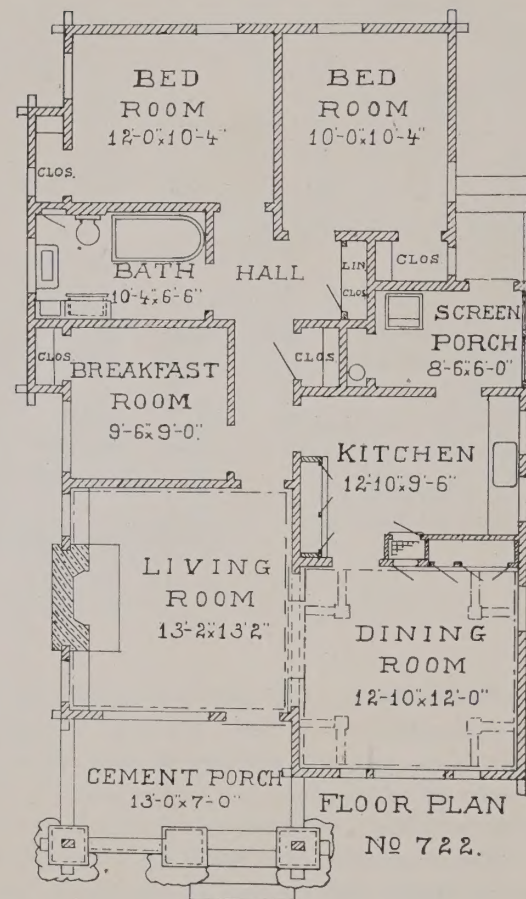 BED
ROOM
12'-0"x10'-4"
BED
ROOM
10'-0"x10'-4"
CLOS.
BATH
10'-4"x6'-6"
HALL
LIN
CLOS
CLOS
SCREEN
PORCH
8'-6"x6'-0"
CLOS.
BREAKFAST
ROOM
9'-6"x9'-0"
CLOS.
KITCHEN
12'-10"x9'-6"
LIVING
ROOM
13'-2"x13'2"
DINING
ROOM
12'-10"x12'-0"
CEMENT PORCH
13'-0"x7'-0"
FLOOR PLAN
No 722.